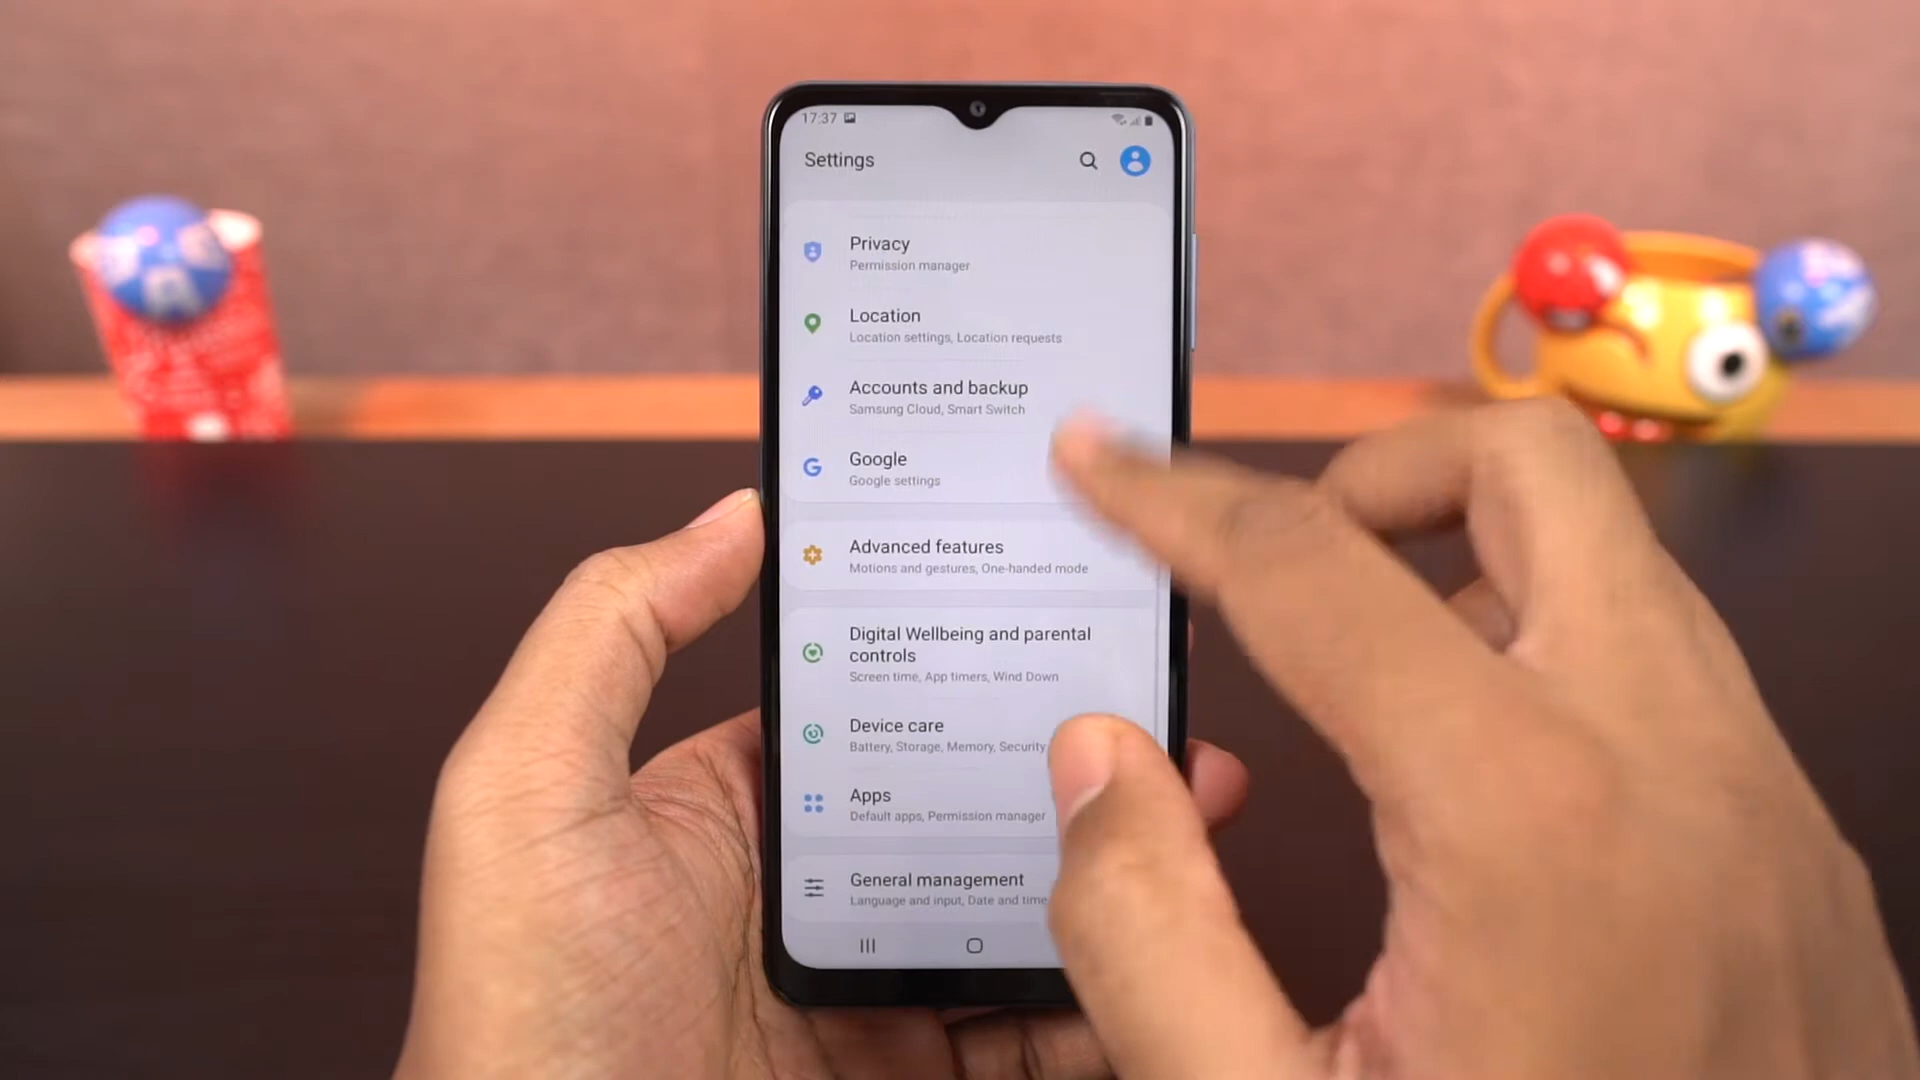 17:37
Settings
Privacy
Permission manager
Location
Location settings, Location requests
Accounts and backup
Samsung Cloud, Smart Switch
Google
Google settings
Advanced features
Motions and gestures, One-handed mode
Digital Wellbeing and parental
controls
Screen time, App timers, Wind Down
Device care
Battery, Storage, Memory, Security
Apps
Default apps, Permission manager
General management
Language and input, Date and time